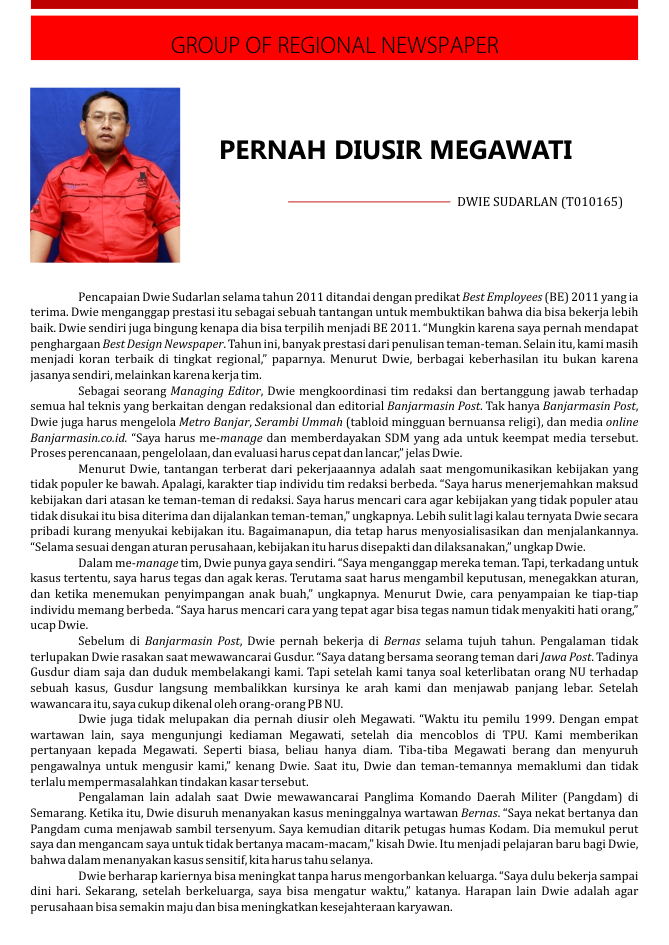 GROUP OF REGIONAL NEWSPAPER
PERNAH DIUSIR MEGAWATI
DWIE SUDARLAN (T010165)
Pencapaian Dwie Sudarlan selama tahun 2011 ditandai dengan predikat Best Employees (BE) 2011 yang ia
terima. Dwie menganggap prestasi itu sebagai sebuah tantangan untuk membuktikan bahwa dia bisa bekerja lebih
baik. Dwie sendiri juga bingung kenapa dia bisa terpilih menjadi BE 2011. “Mungkin karena saya pernah mendapat
penghargaan Best Design Newspaper. Tahun ini, banyak prestasi dari penulisan teman-teman. Selain itu, kami masih
menjadi koran terbaik di tingkat regional,” paparnya. Menurut Dwie, berbagai keberhasilan itu bukan karena
jasanya sendiri, melainkan karena kerja tim.
Sebagai seorang Managing Editor, Dwie mengkoordinasi tim redaksi dan bertanggung jawab terhadap
semua hal teknis yang berkaitan dengan redaksional dan editorial Banjarmasin Post. Tak hanya Banjarmasin Post,
Dwie juga harus mengelola Metro Banjar, Serambi Ummah (tabloid mingguan bernuansa religi), dan media online
Banjarmasin.co.id. “Saya harus me-manage dan memberdayakan SDM yang ada untuk keempat media tersebut.
Proses perencanaan, pengelolaan, dan evaluasi harus cepat dan lancar,” jelas Dwie.
Menurut Dwie, tantangan terberat dari pekerjaaannya adalah saat mengomunikasikan kebijakan yang
tidak populer ke bawah. Apalagi, karakter tiap individu tim redaksi berbeda. “Saya harus menerjemahkan maksud
kebijakan dari atasan ke teman-teman di redaksi. Saya harus mencari cara agar kebijakan yang tidak populer atau
tidak disukai itu bisa diterima dan dijalankan teman-teman,” ungkapnya. Lebih sulit lagi kalau ternyata Dwie secara
pribadi kurang menyukai kebijakan itu. Bagaimanapun, dia tetap harus menyosialisasikan dan menjalankannya.
“Selama sesuai dengan aturan perusahaan, kebijakan itu harus disepakti dan dilaksanakan,” ungkap Dwie.
Dalam me-manage tim, Dwie punya gaya sendiri. “Saya menganggap mereka teman. Tapi, terkadang untuk
kasus tertentu, saya harus tegas dan agak keras. Terutama saat harus mengambil keputusan, menegakkan aturan,
dan ketika menemukan penyimpangan anak buah,” ungkapnya. Menurut Dwie, cara penyampaian ke tiap-tiap
individu memang berbeda. “Saya harus mencari cara yang tepat agar bisa tegas namun tidak menyakiti hati orang,”
ucap Dwie.
Sebelum di Banjarmasin Post, Dwie pernah bekerja di Bernas selama tujuh tahun. Pengalaman tidak
terlupakan Dwie rasakan saat mewawancarai Gusdur. “Saya datang bersama seorang teman dari Jawa Post. Tadinya
Gusdur diam saja dan duduk membelakangi kami. Tapi setelah kami tanya soal keterlibatan orang NU terhadap
sebuah kasus, Gusdur langsung membalikkan kursinya ke arah kami dan menjawab panjang lebar. Setelah
wawancara itu, saya cukup dikenal oleh orang-orang PB NU.
Dwie juga tidak melupakan dia pernah diusir oleh Megawati. “Waktu itu pemilu 1999. Dengan empat
wartawan lain, saya mengunjungi kediaman Megawati, setelah dia mencoblos di TPU. Kami memberikan
pertanyaan kepada Megawati. Seperti biasa, beliau hanya diam. Tiba-tiba Megawati berang dan menyuruh
pengawalnya untuk mengusir kami,” kenang Dwie. Saat itu, Dwie dan teman-temannya memaklumi dan tidak
terlalu mempermasalahkan tindakan kasar tersebut.
Pengalaman lain adalah saat Dwie mewawancarai Panglima Komando Daerah Militer (Pangdam) di
Semarang. Ketika itu, Dwie disuruh menanyakan kasus meninggalnya wartawan Bernas. “Saya nekat bertanya dan
Pangdam cuma menjawab sambil tersenyum. Saya kemudian ditarik petugas humas Kodam. Dia memukul perut
saya dan mengancam saya untuk tidak bertanya macam-macam,” kisah Dwie. Itu menjadi pelajaran baru bagi Dwie,
bahwa dalam menanyakan kasus sensitif, kita harus tahu selanya.
Dwie berharap kariernya bisa meningkat tanpa harus mengorbankan keluarga. “Saya dulu bekerja sampai
dini hari. Sekarang, setelah berkeluarga, saya bisa mengatur waktu,” katanya. Harapan lain Dwie adalah agar
perusahaan bisa semakin maju dan bisa meningkatkan kesejahteraan karyawan.